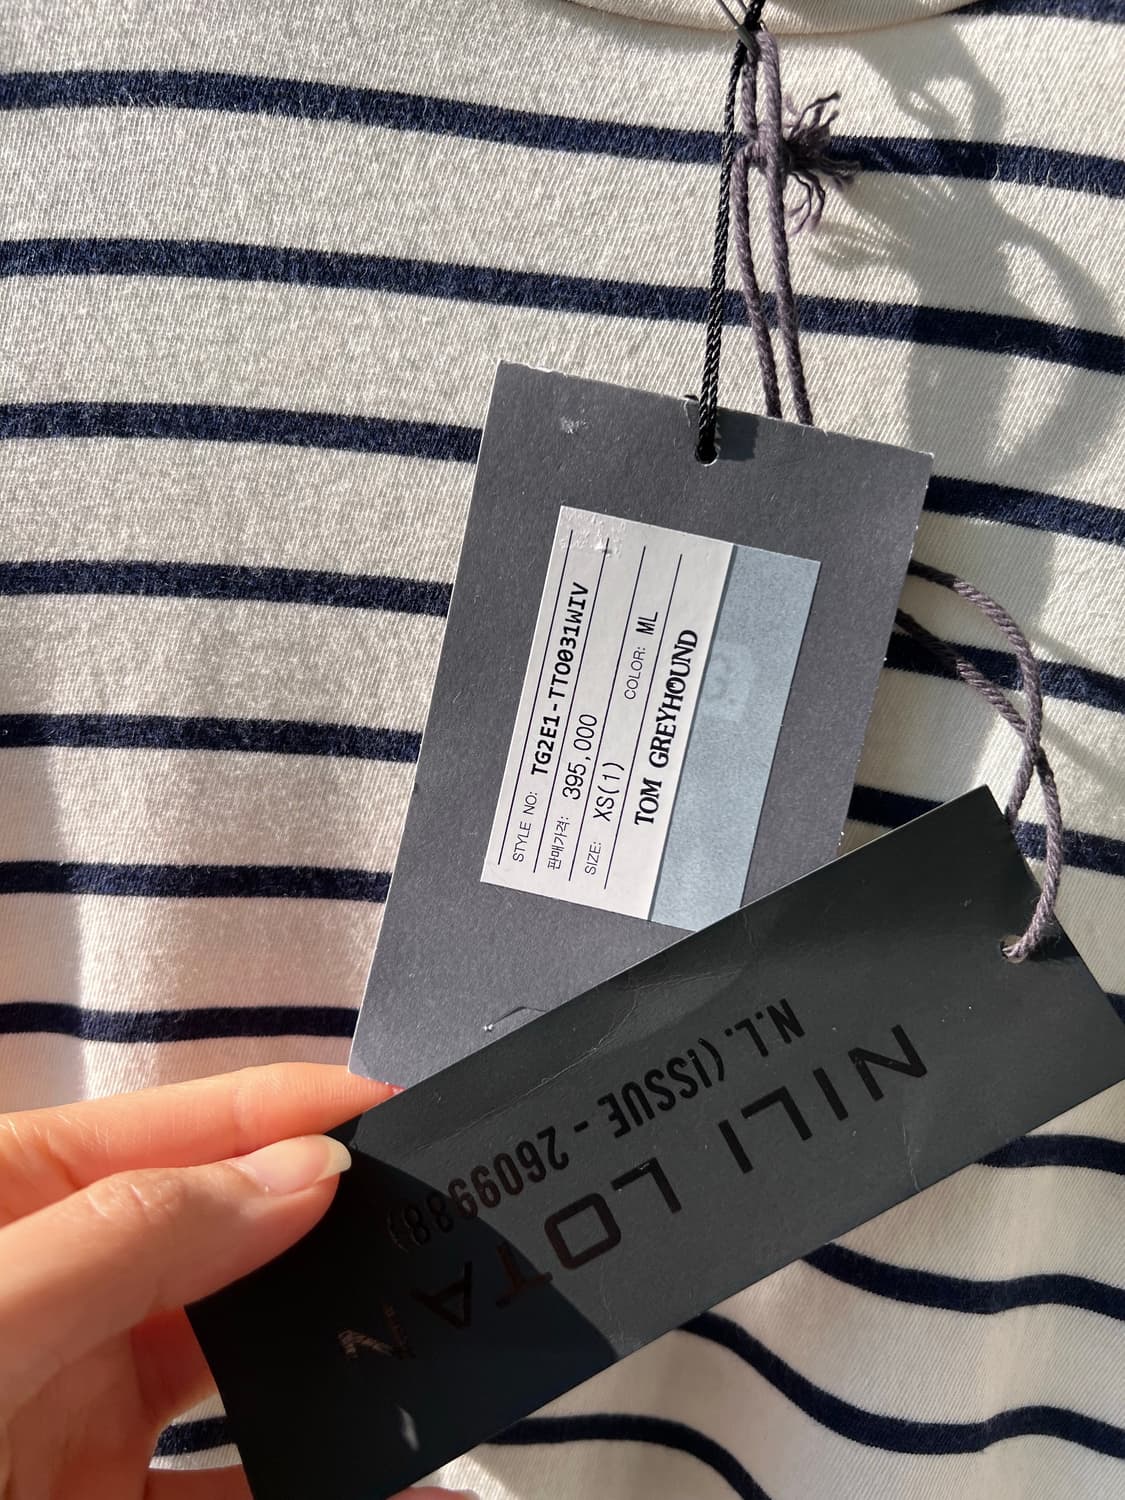 STYLE NO: TG2E1-TTO031WIV
판매가격: 395,000
SIZE: XS(1) COLOR: ML
TOM GREYHOUND
NILI LOTAN
N.L. (ISSUE - 2609988)